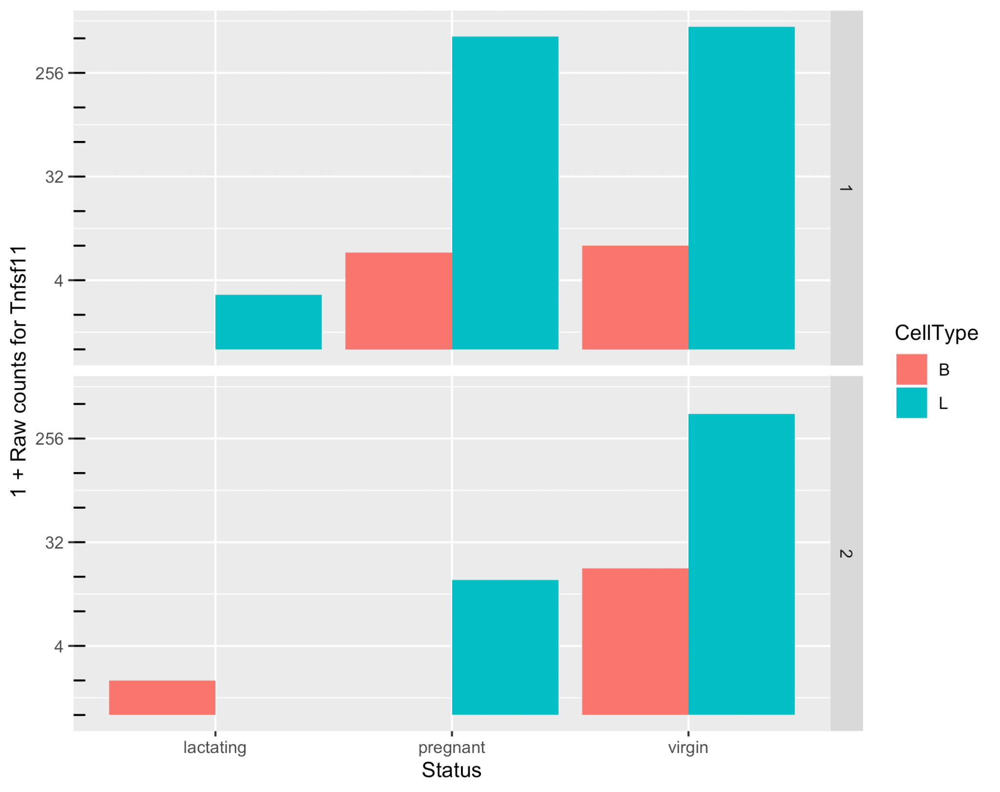 1 + Raw counts for Tnfsf11
256
32
4
1
256
32
4
2
lactating pregnant virgin
Status
CellType
B
L